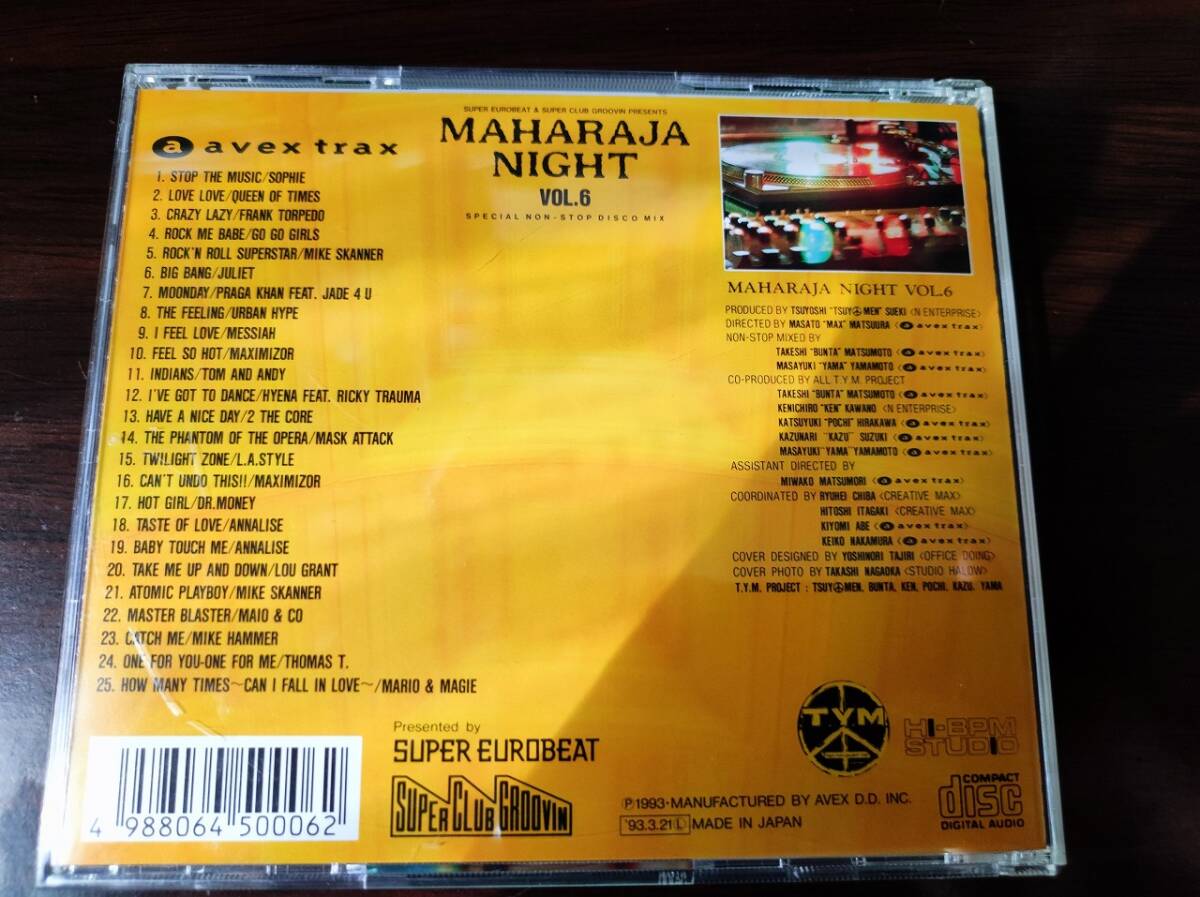 SUPER EUROBEAT & SUPER CLUB GROOVIN PRESENTS
MAHARAJA
NIGHT
VOL.6
SPECIAL NON-STOP DISCO MIX
a avex trax
1. STOP THE MUSIC/SOPHIE
2. LOVE LOVE/QUEEN OF TIMES
3. CRAZY LAZY/FRANK TORPEDO
4. ROCK ME BABE/GO GO GIRLS
5. ROCK'N ROLL SUPERSTAR/MIKE SKANNER
6. BIG BANG/JULIET
7. MOONDAY/PRAGA KHAN FEAT. JADE 4 U
8. THE FEELING/URBAN HYPE
9. I FEEL LOVE/MESSIAH
10. FEEL SO HOT/MAXIMIZOR
11. INDIANS/TOM AND ANDY
12. I'VE GOT TO DANCE/HYENA FEAT. RICKY TRAUMA
13. HAVE A NICE DAY/2 THE CORE
14. THE PHANTOM OF THE OPERA/MASK ATTACK
15. TWILIGHT ZONE/L.A.STYLE
16. CAN'T UNDO THIS!!/MAXIMIZOR
17. HOT GIRL/DR.MONEY
18. TASTE OF LOVE/ANNALISE
19. BABY TOUCH ME/ANNALISE
20. TAKE ME UP AND DOWN/LOU GRANT
21. ATOMIC PLAYBOY/MIKE SKANNER
22. MASTER BLASTER/MAIO & CO
23. CATCH ME/MIKE HAMMER
24. ONE FOR YOU-ONE FOR ME/THOMAS T.
25. HOW MANY TIMES~CAN I FALL IN LOVE~/MARIO & MAGIE
MAHARAJA NIGHT VOL.6
PRODUCED BY TSUYOSHI "TSUY☮MEN" SUEKI <N ENTERPRISE>
DIRECTED BY MASATO "MAX" MATSUURA <a avex trax>
NON-STOP MIXED BY
TAKESHI "BUNTA" MATSUMOTO <a avex trax>
MASAYUKI "YAMA" YAMAMOTO <a avex trax>
CO-PRODUCED BY ALL T.Y.M. PROJECT
TAKESHI "BUNTA" MATSUMOTO <a avex trax>
KENICHIRO "KEN" KAWANO <N ENTERPRISE>
KATSUYUKI "POCHI" HIRAKAWA <a avex trax>
KAZUNARI "KAZU" SUZUKI <a avex trax>
MASAYUKI "YAMA" YAMAMOTO <a avex trax>
ASSISTANT DIRECTED BY
MIWAKO MATSUMORI <a avex trax>
COORDINATED BY RYUHEI CHIBA <CREATIVE MAX>
HITOSHI ITAGAKI <CREATIVE MAX>
KIYOMI ABE <a avex trax>
KEIKO NAKAMURA <a avex trax>
COVER DESIGNED BY YOSHINORI TAJIRI <OFFICE DOING>
COVER PHOTO BY TAKASHI NAGAOKA <STUDIO HALOW>
T.Y.M. PROJECT : TSUY☮MEN, BUNTA, KEN, POCHI, KAZU, YAMA
4 988064 500062
Presented by
SUPER EUROBEAT
SUPER CLUB GROOVIN
TYM
HI-BPM
STUDIO
Ⓟ1993·MANUFACTURED BY AVEX D.D. INC.
'93.3.21 Ⓛ MADE IN JAPAN
COMPACT
disc
DIGITAL AUDIO